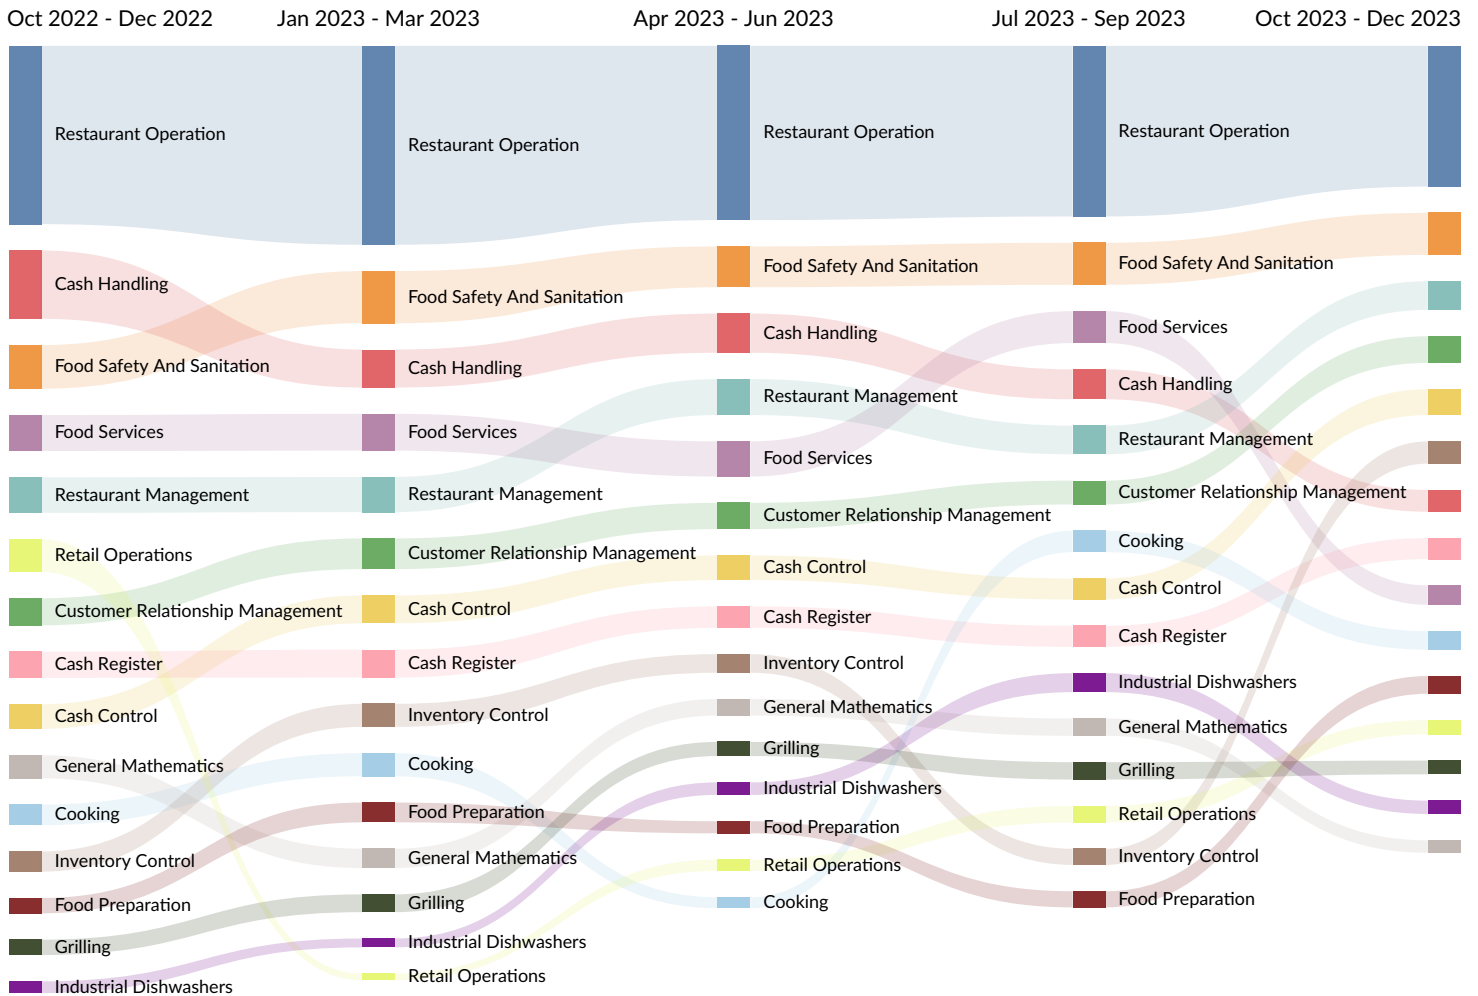 Oct 2022 - Dec 2022
Jan 2023 - Mar 2023
Apr 2023 - Jun 2023
Jul 2023 - Sep 2023
Oct 2023 - Dec 2023
Restaurant Operation
Cash Handling
Food Safety And Sanitation
Food Services
Restaurant Management
Retail Operations
Customer Relationship Management
Cash Register
Cash Control
General Mathematics
Cooking
Inventory Control
Food Preparation
Grilling
Industrial Dishwashers
Restaurant Operation
Food Safety And Sanitation
Cash Handling
Food Services
Restaurant Management
Customer Relationship Management
Cash Control
Cash Register
Inventory Control
Cooking
Food Preparation
General Mathematics
Grilling
Industrial Dishwashers
Retail Operations
Restaurant Operation
Food Safety And Sanitation
Cash Handling
Restaurant Management
Food Services
Customer Relationship Management
Cash Control
Cash Register
Inventory Control
General Mathematics
Grilling
Industrial Dishwashers
Food Preparation
Retail Operations
Cooking
Restaurant Operation
Food Safety And Sanitation
Food Services
Cash Handling
Restaurant Management
Customer Relationship Management
Cooking
Cash Control
Cash Register
Industrial Dishwashers
General Mathematics
Grilling
Retail Operations
Inventory Control
Food Preparation